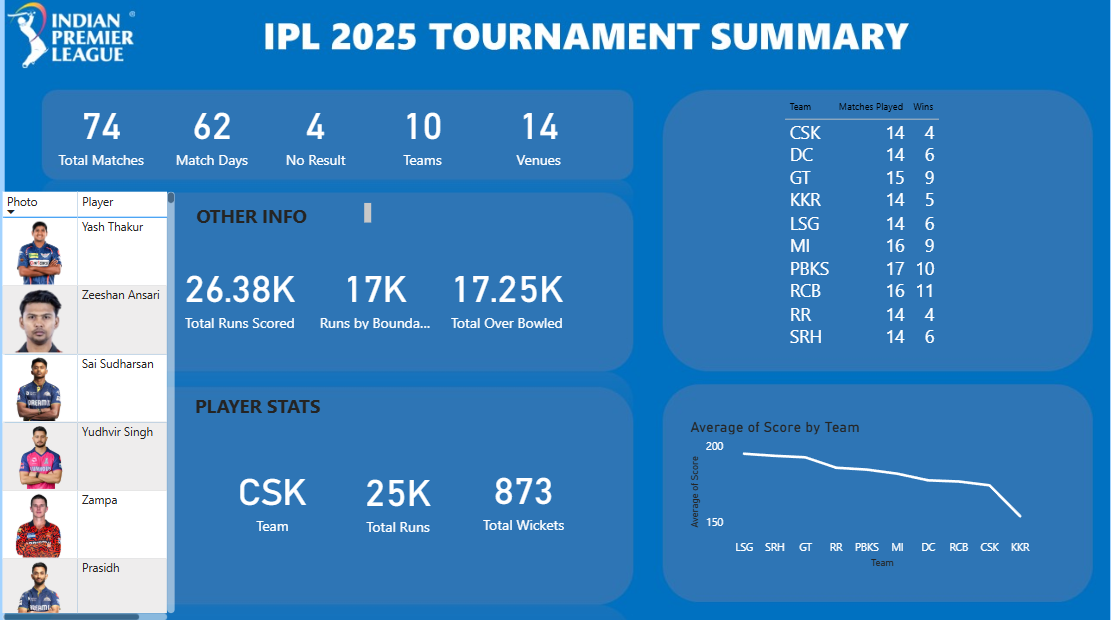 INDIAN
PREMIER
LEAGUE
®
IPL 2025 TOURNAMENT SUMMARY
74 62 4 10 14
Total Matches Match Days No Result Teams Venues
Photo Player
Yash Thakur
Zeeshan Ansari
Sai Sudharsan
Yudhvir Singh
Zampa
Prasidh
OTHER INFO
26.38K 17K 17.25K
Total Runs Scored Runs by Bounda... Total Over Bowled
PLAYER STATS
CSK 25K 873
Team Total Runs Total Wickets
Team Matches Played Wins
CSK 14 4
DC 14 6
GT 15 9
KKR 14 5
LSG 14 6
MI 16 9
PBKS 17 10
RCB 16 11
RR 14 4
SRH 14 6
Average of Score by Team
Average of Score
200
150
LSG SRH GT RR PBKS MI DC RCB CSK KKR
Team